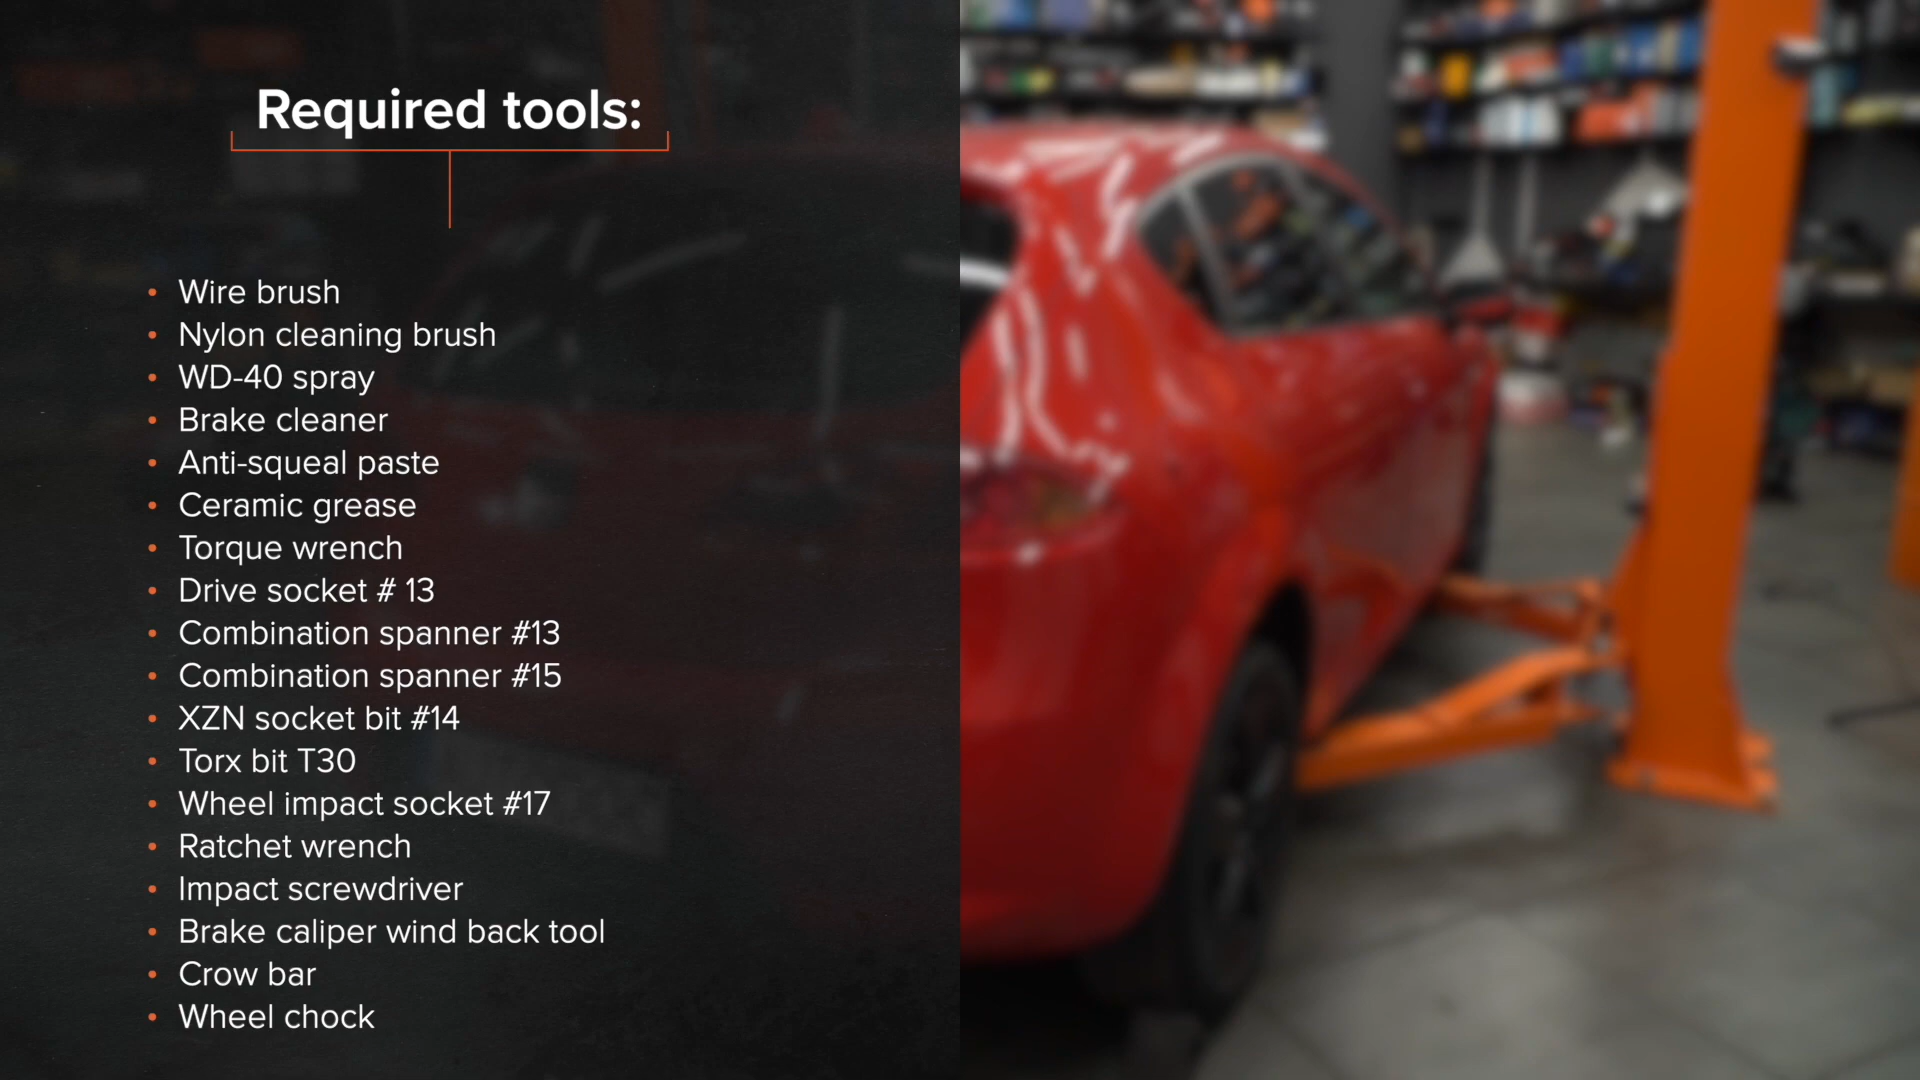 Required tools:
• Wire brush
• Nylon cleaning brush
• WD-40 spray
• Brake cleaner
• Anti-squeal paste
• Ceramic grease
• Torque wrench
• Drive socket # 13
• Combination spanner #13
• Combination spanner #15
• XZN socket bit #14
• Torx bit T30
• Wheel impact socket #17
• Ratchet wrench
• Impact screwdriver
• Brake caliper wind back tool
• Crow bar
• Wheel chock